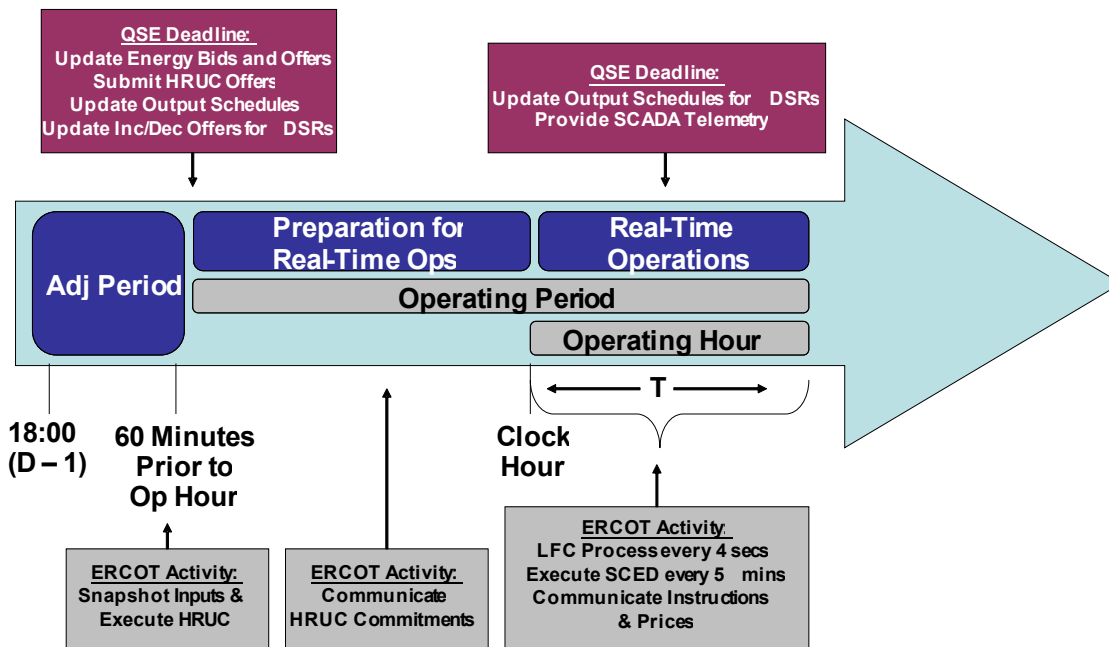 QSE Deadline:
Update Energy Bids and Offers
Submit HRUC Offers
Update Output Schedules
Update Inc/Dec Offers for DSRs
QSE Deadline:
Update Output Schedules for DSRs
Provide SCADA Telemetry
Adj Period
Preparation for
Real-Time Ops
Real-Time
Operations
Operating Period
Operating Hour
T
18:00
(D – 1)
60 Minutes
Prior to
Op Hour
Clock
Hour
ERCOT Activity:
Snapshot Inputs &
Execute HRUC
ERCOT Activity:
Communicate
HRUC Commitments
ERCOT Activity:
LFC Process every 4 secs
Execute SCED every 5 mins
Communicate Instructions
& Prices